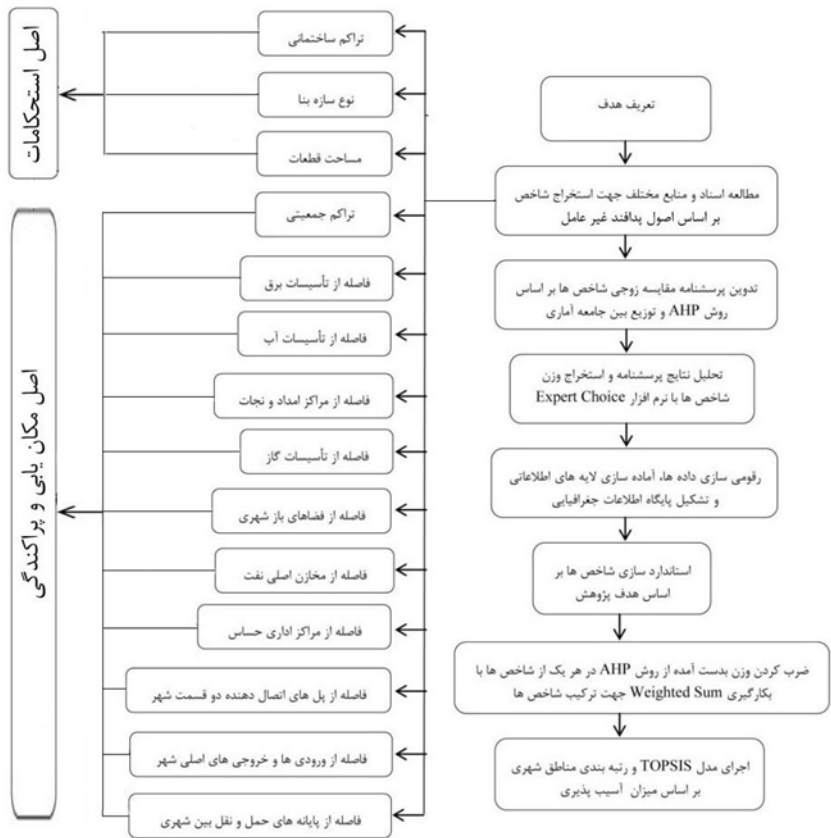 تعریف هدف
مطالعه اسناد و منابع مختلف جهت استخراج شاخص
بر اساس اصول پدافند غیر عامل
تدوین پرسشنامه مقایسه زوجی شاخص ها بر اساس
روش AHP و توزیع بین جامعه آماری
تحلیل نتایج پرسشنامه و استخراج وزن
شاخص ها با نرم افزار Expert Choice
رقومی سازی داده ها، آماده سازی لایه های اطلاعاتی
و تشکیل پایگاه اطلاعات جغرافیایی
استاندارد سازی شاخص ها بر
اساس هدف پژوهش
ضرب کردن وزن بدست آمده از روش AHP در هر یک از شاخص ها با
بکارگیری Weighted Sum جهت ترکیب شاخص ها
اجرای مدل TOPSIS و رتبه بندی مناطق شهری
بر اساس میزان آسیب پذیری
تراکم ساختمانی
نوع سازه بنا
مساحت قطعات
تراکم جمعیتی
فاصله از تأسیسات برق
فاصله از تأسیسات آب
فاصله از مراکز امداد و نجات
فاصله از تأسیسات گاز
فاصله از فضاهای باز شهری
فاصله از مخازن اصلی نفت
فاصله از مراکز اداری حساس
فاصله از پل های اتصال دهنده دو قسمت شهر
فاصله از ورودی ها و خروجی های اصلی شهر
فاصله از پایانه های حمل و نقل بین شهری
اصل استحکامات
اصل مکان یابی و پراکندگی